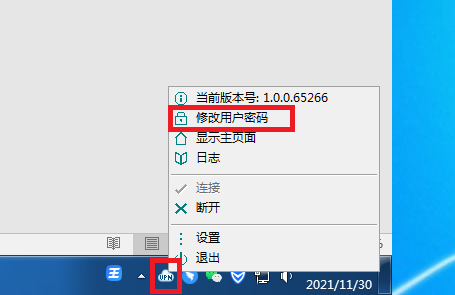 当前版本号: 1.0.0.65266
修改用户密码
显示主页面
日志
连接
断开
设置
退出
%
VPN
2021/11/30